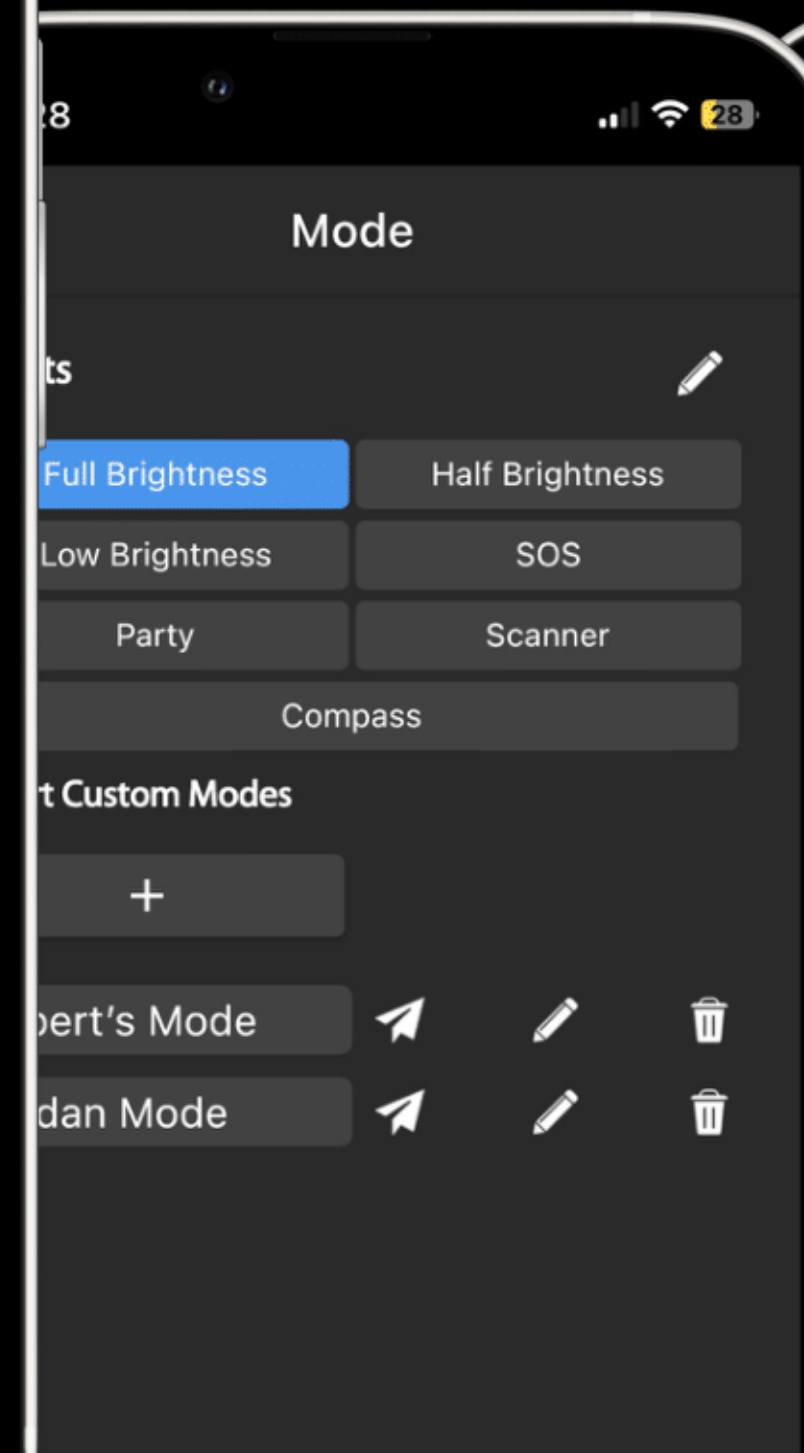 :28
28
Mode
ts
Full Brightness
Half Brightness
Low Brightness
SOS
Party
Scanner
Compass
t Custom Modes
+
bert's Mode
dan Mode